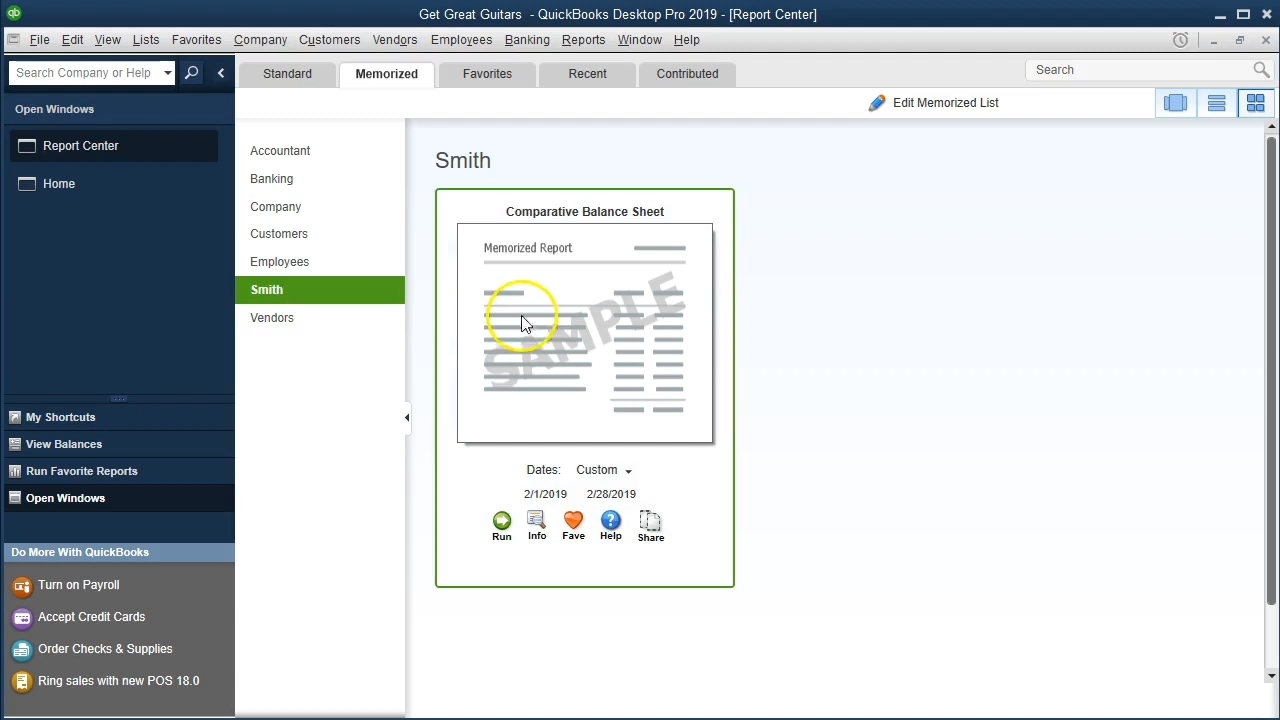 qb
Get Great Guitars - QuickBooks Desktop Pro 2019 - [Report Center]
File Edit View Lists Favorites Company Customers Vendors Employees Banking Reports Window Help
Search Company or Help
Standard Memorized Favorites Recent Contributed
Search
Open Windows
Edit Memorized List
Report Center
Home
Accountant
Banking
Company
Customers
Employees
Smith
Vendors
Smith
Comparative Balance Sheet
Memorized Report
SAMPLE
Dates: Custom
2/1/2019 2/28/2019
Run Info Fave Help Share
My Shortcuts
View Balances
Run Favorite Reports
Open Windows
Do More With QuickBooks
Turn on Payroll
Accept Credit Cards
Order Checks & Supplies
Ring sales with new POS 18.0